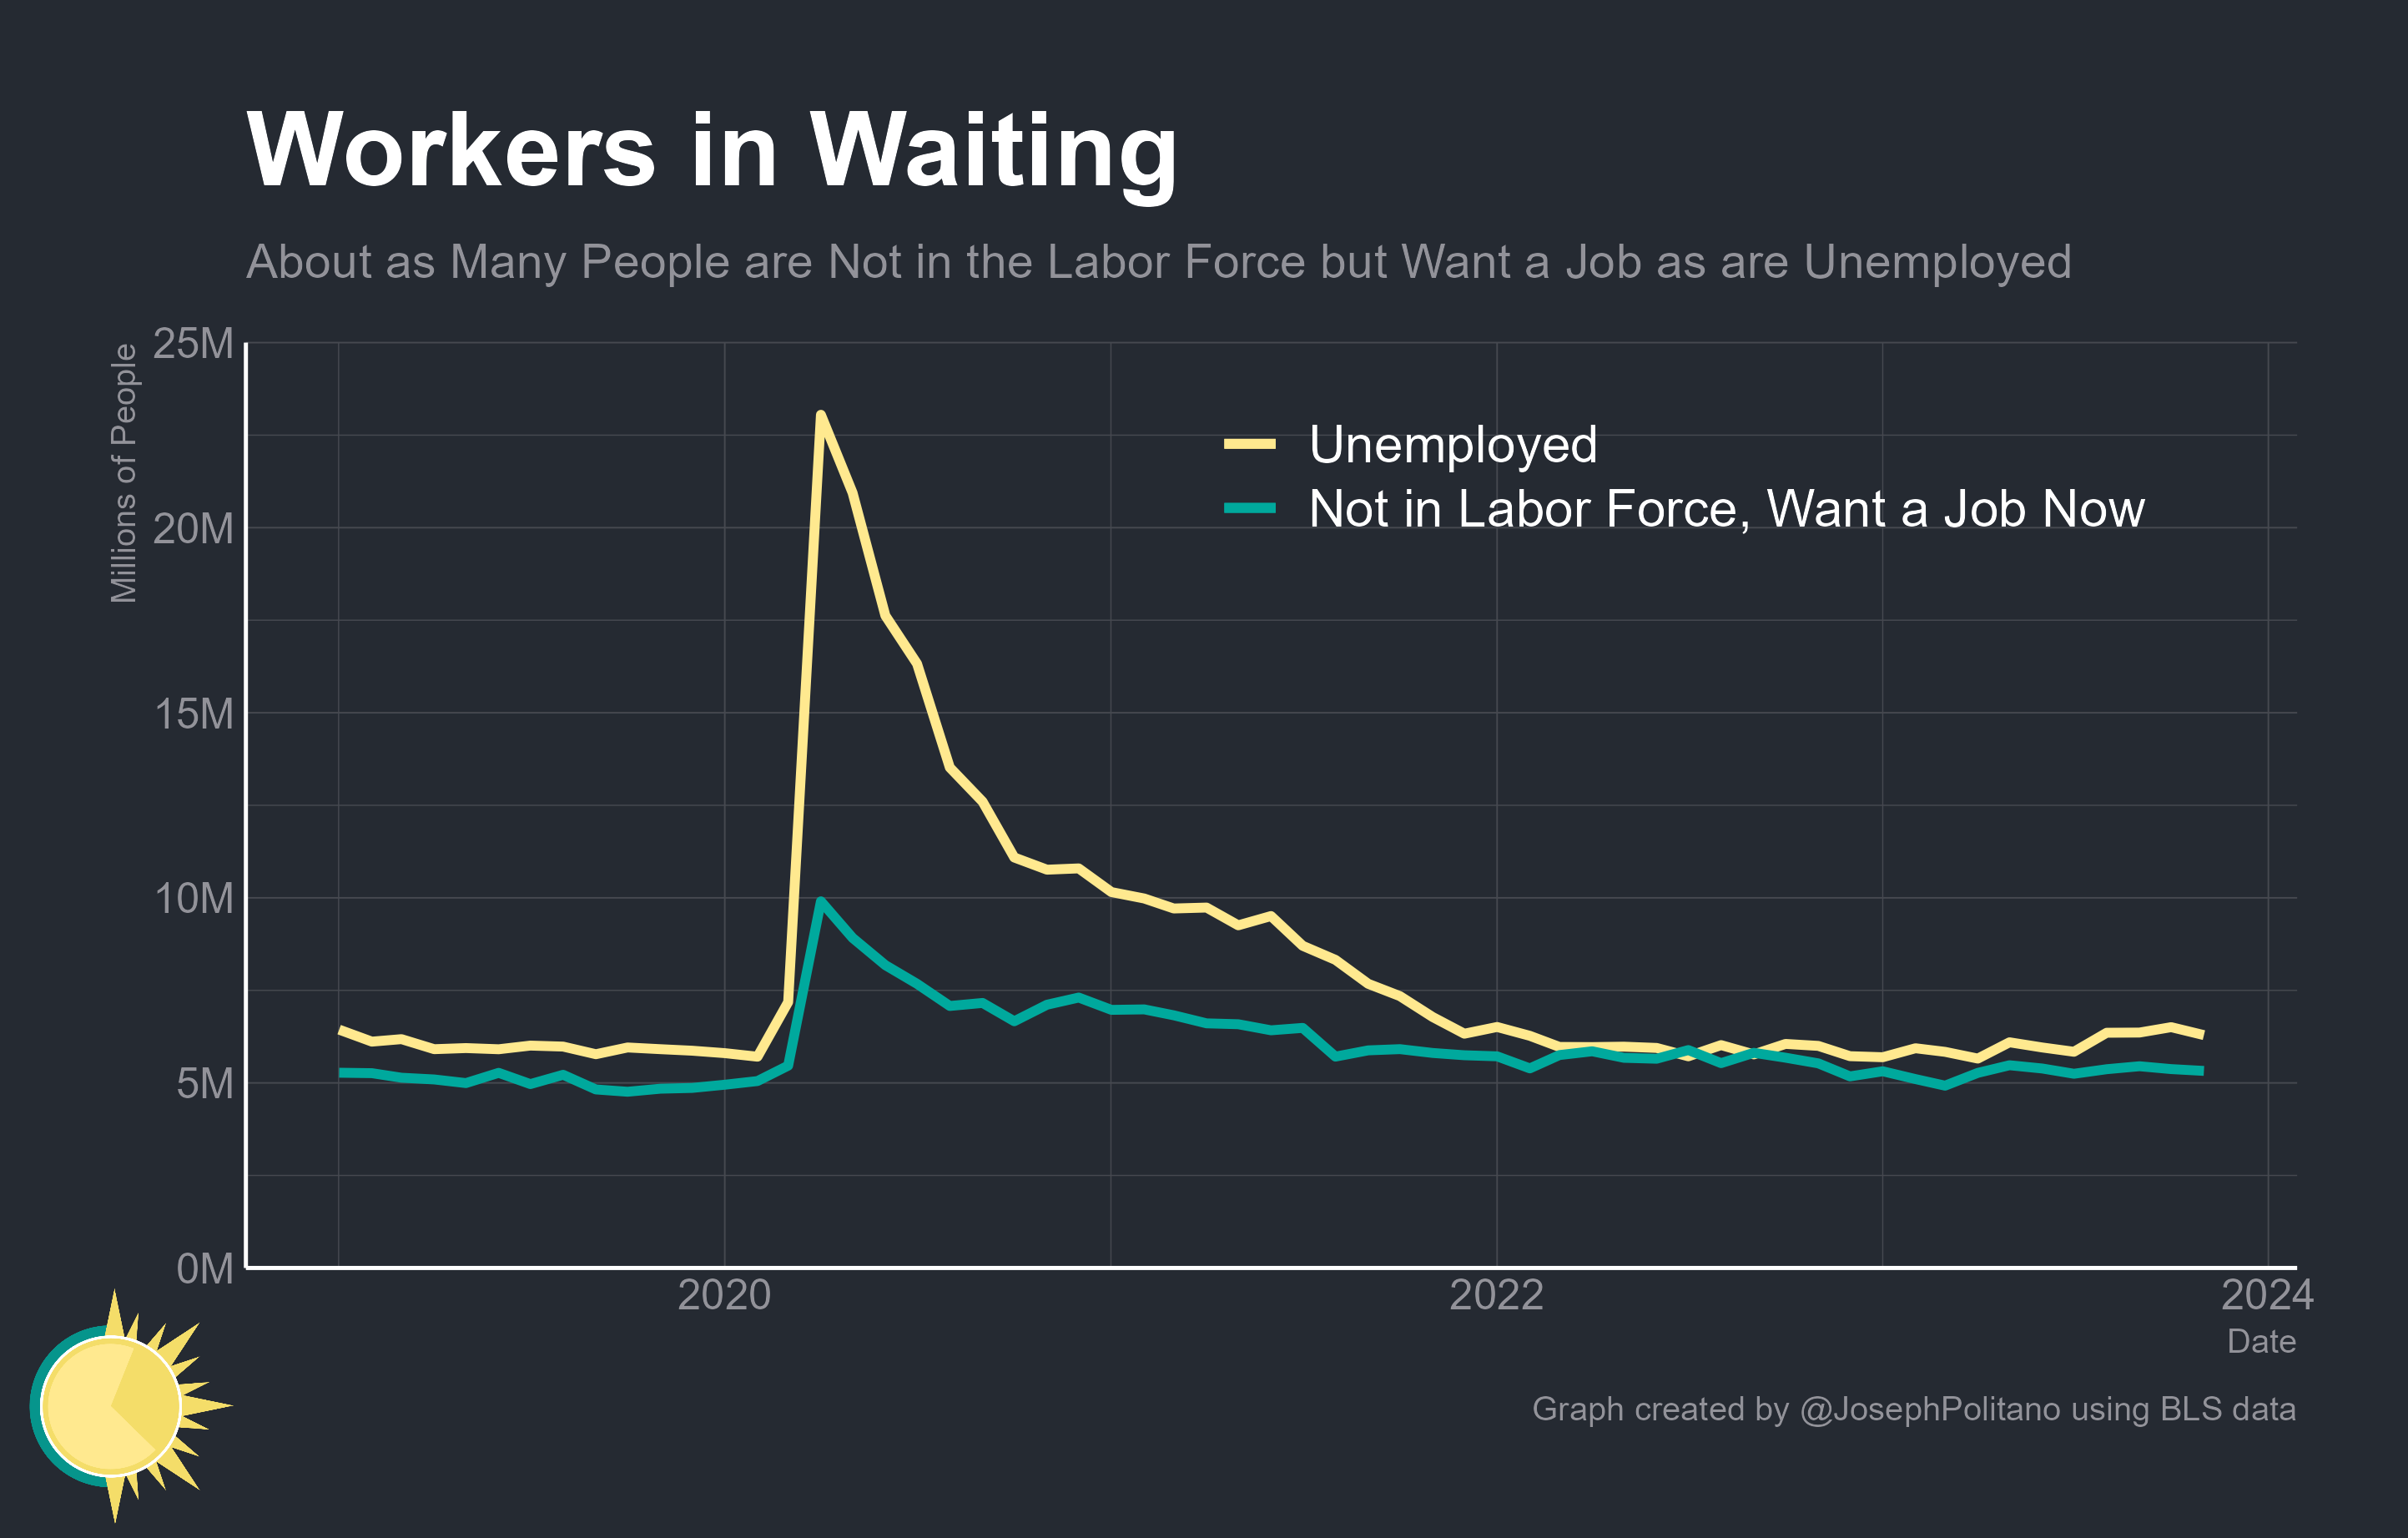 Workers in Waiting
About as Many People are Not in the Labor Force but Want a Job as are Unemployed
Millions of People
25M
20M
15M
10M
5M
0M
Unemployed
Not in Labor Force, Want a Job Now
2020
2022
2024
Date
Graph created by @JosephPolitano using BLS data